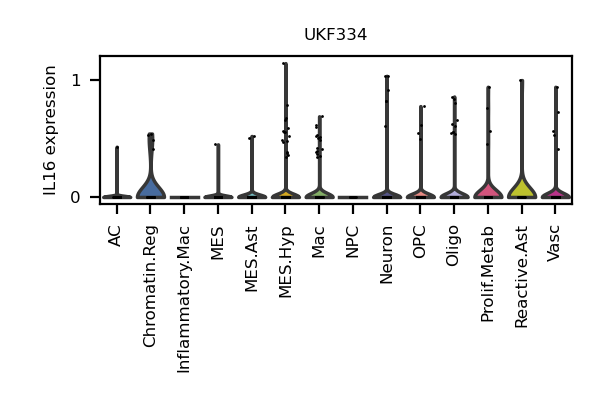 UKF334
IL16 expression
1
0
AC
Chromatin.Reg
Inflammatory.Mac
MES
MES.Ast
MES.Hyp
Mac
NPC
Neuron
OPC
Oligo
Prolif.Metab
Reactive.Ast
Vasc